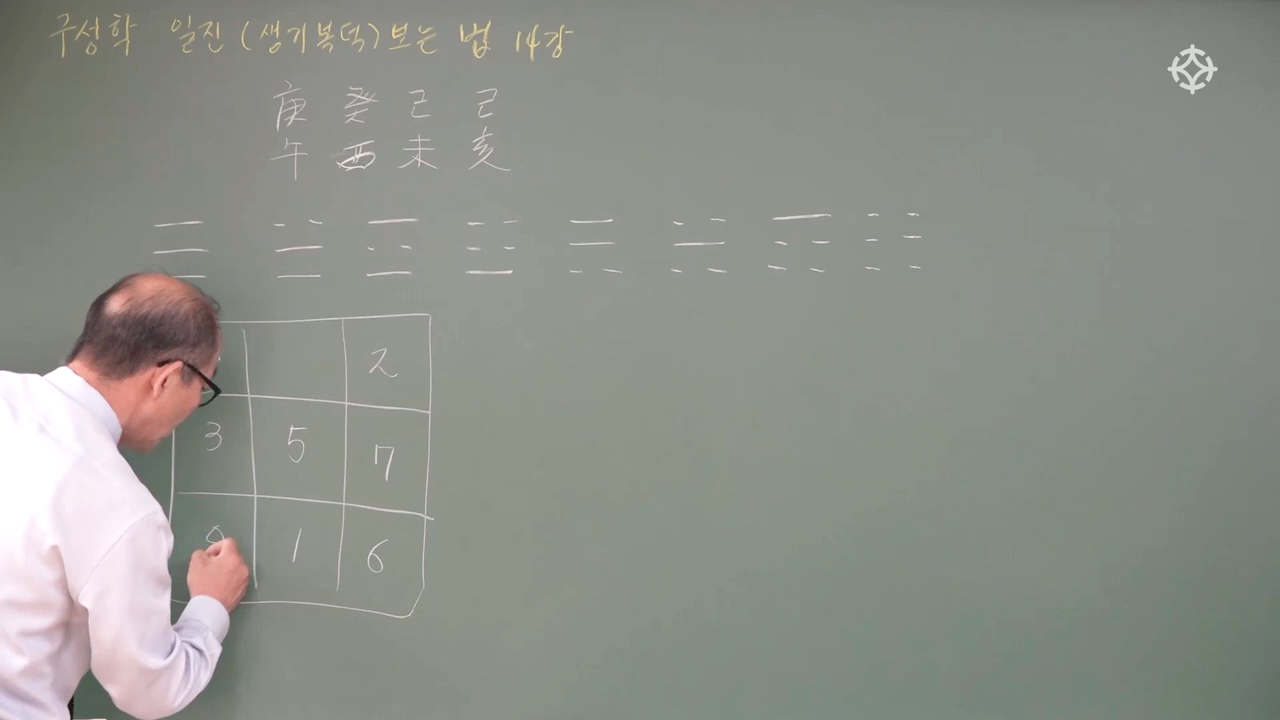 구성학 일진 (생기복덕) 보는 법 14강
庚 癸 己 己
午 酉 未 亥
2
3 5 7
8 1 6